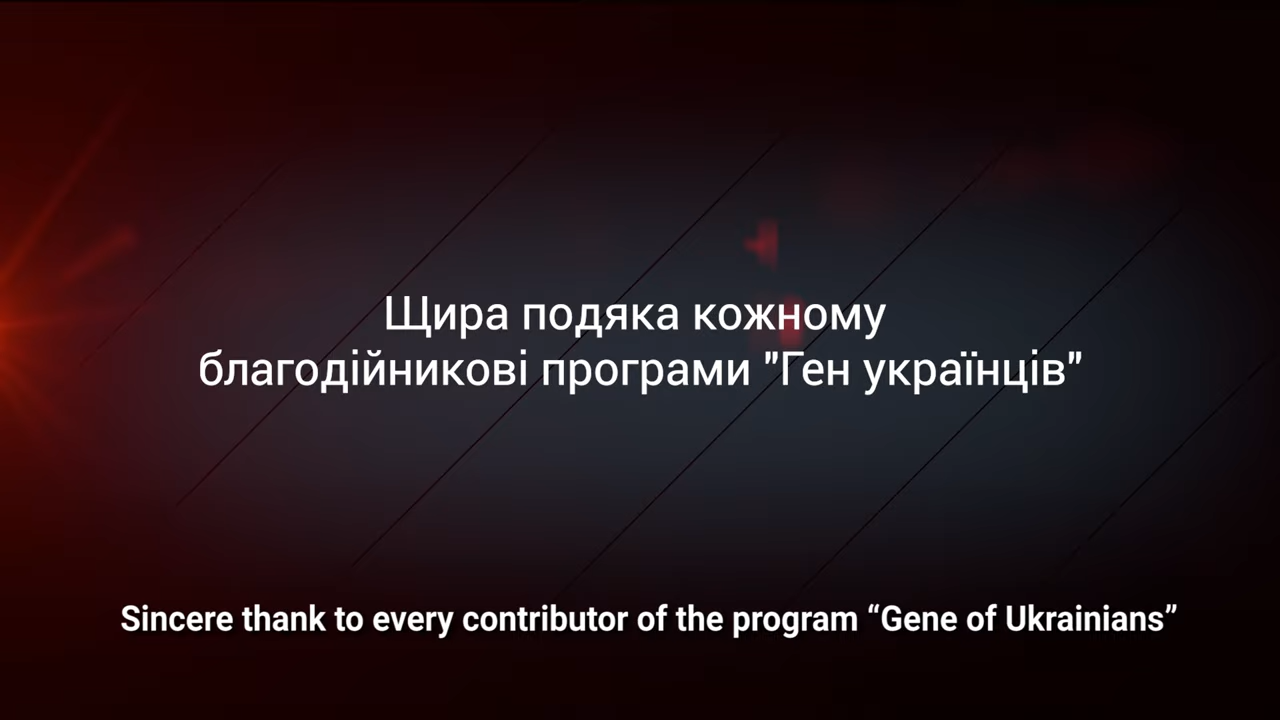 Щира подяка кожному
благодійникові програми "Ген українців"
Sincere thank to every contributor of the program “Gene of Ukrainians”